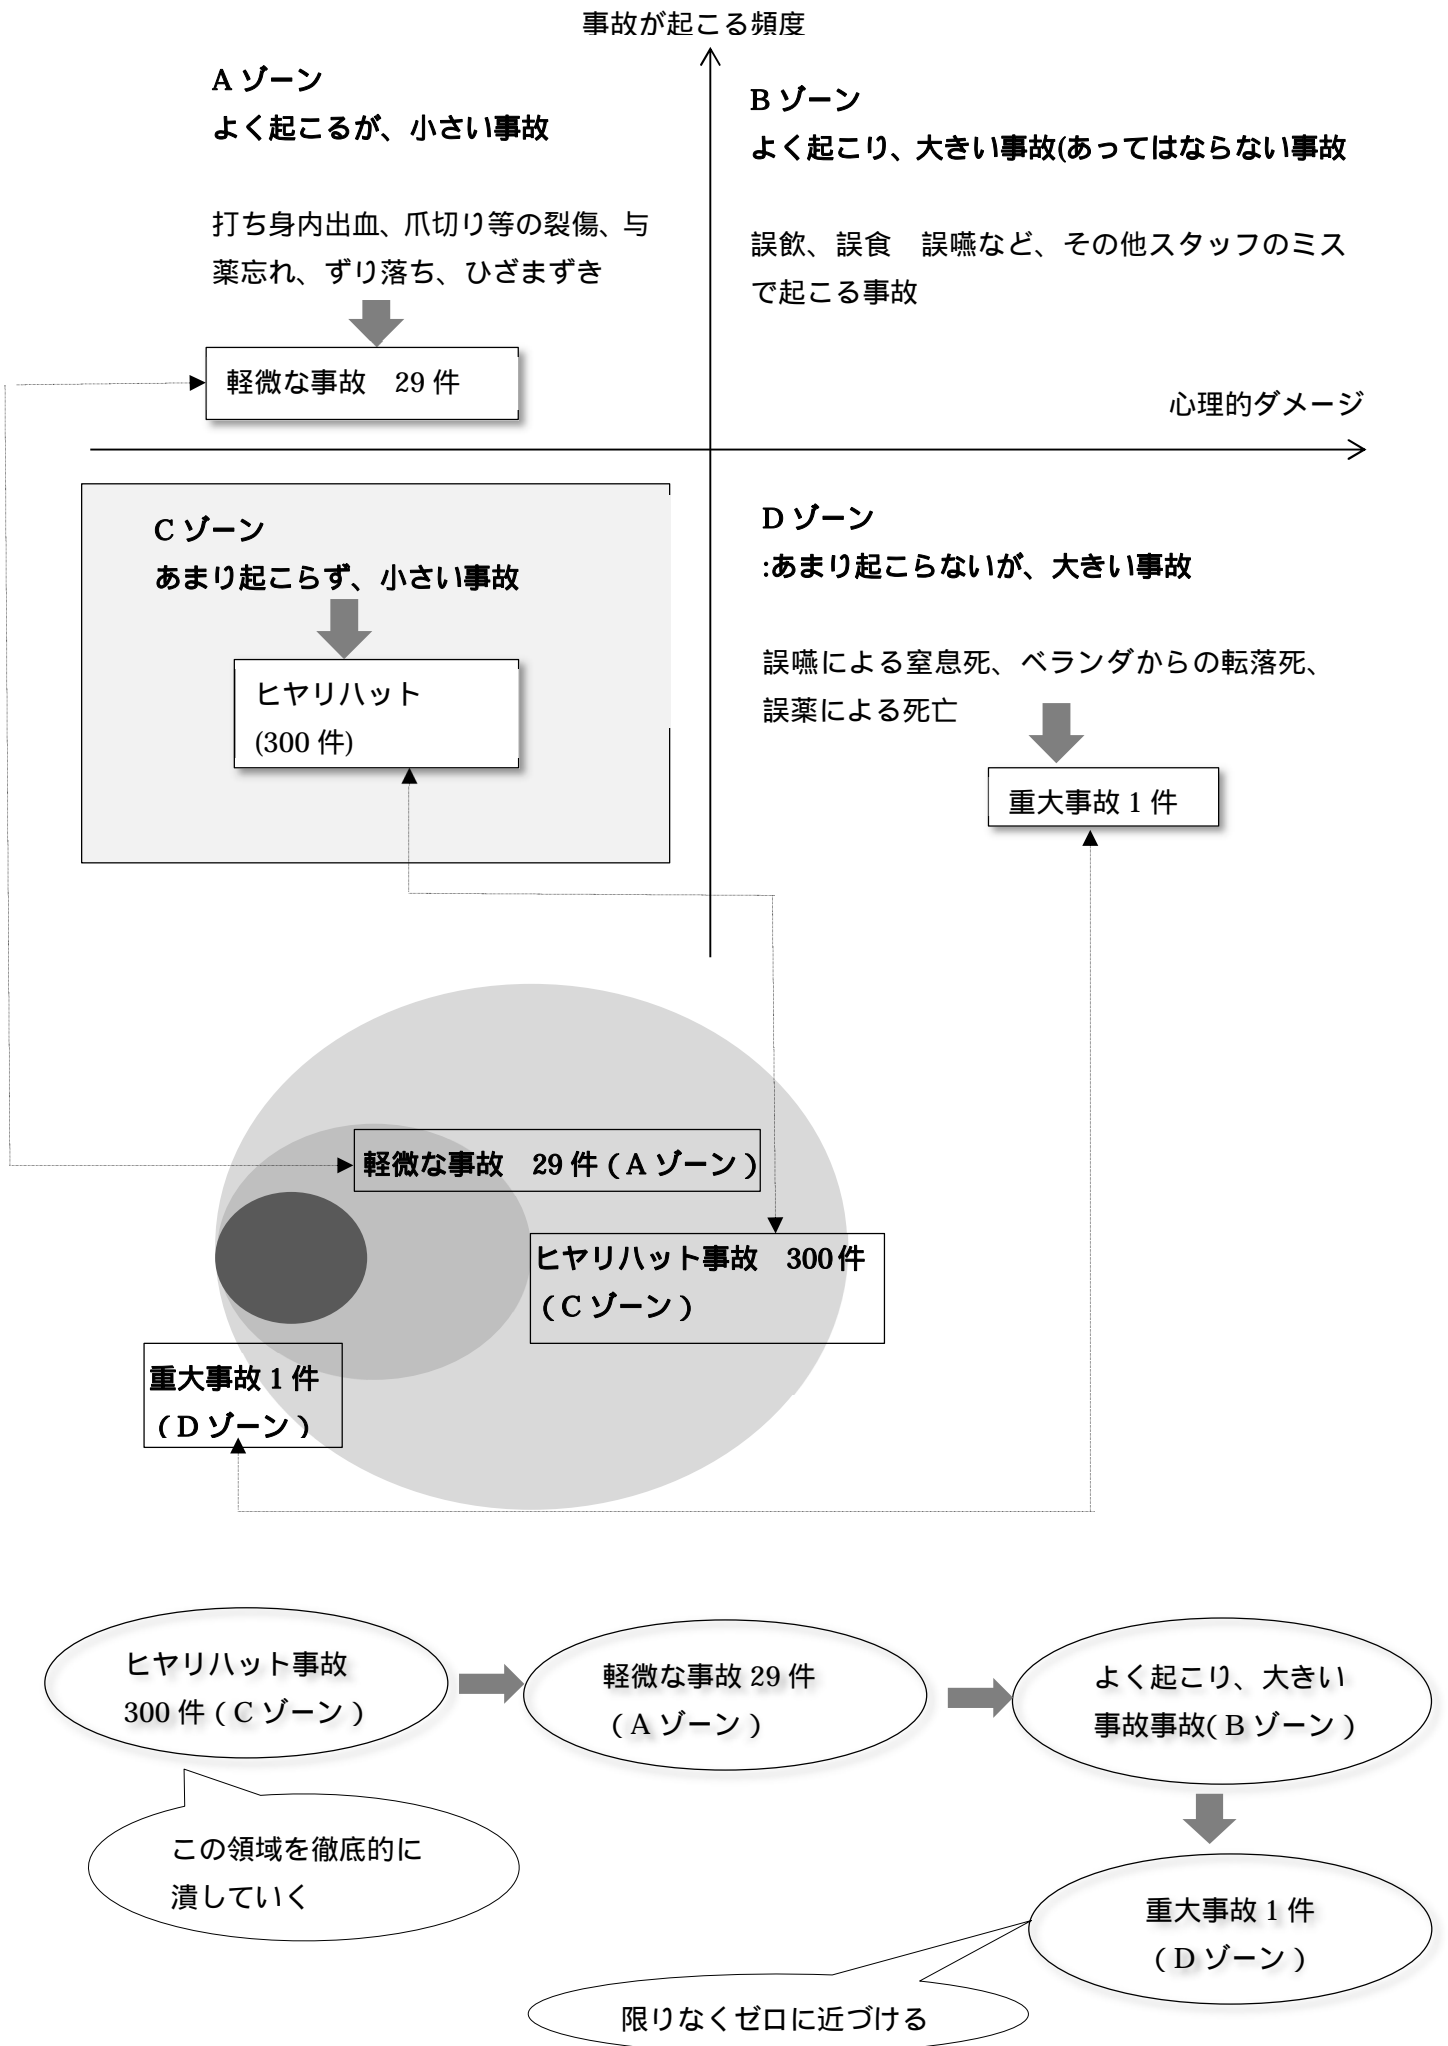 事故が起こる頻度
A ゾーン
よく起こるが、小さい事故
打ち身内出血、爪切り等の裂傷、与
薬忘れ、ずり落ち、ひざまずき
軽微な事故　29 件
B ゾーン
よく起こり、大きい事故(あってはならない事故
誤飲、誤食　誤嚥など、その他スタッフのミス
で起こる事故
心理的ダメージ
C ゾーン
あまり起こらず、小さい事故
ヒヤリハット
(300 件)
D ゾーン
:あまり起こらないが、大きい事故
誤嚥による窒息死、ベランダからの転落死、
誤薬による死亡
重大事故 1 件
軽微な事故　29 件（A ゾーン）
ヒヤリハット事故　300 件
（C ゾーン）
重大事故 1 件
（D ゾーン）
ヒヤリハット事故
300 件（C ゾーン）
軽微な事故 29 件
（A ゾーン）
よく起こり、大きい
事故事故(B ゾーン）
この領域を徹底的に
潰していく
重大事故 1 件
（D ゾーン）
限りなくゼロに近づける